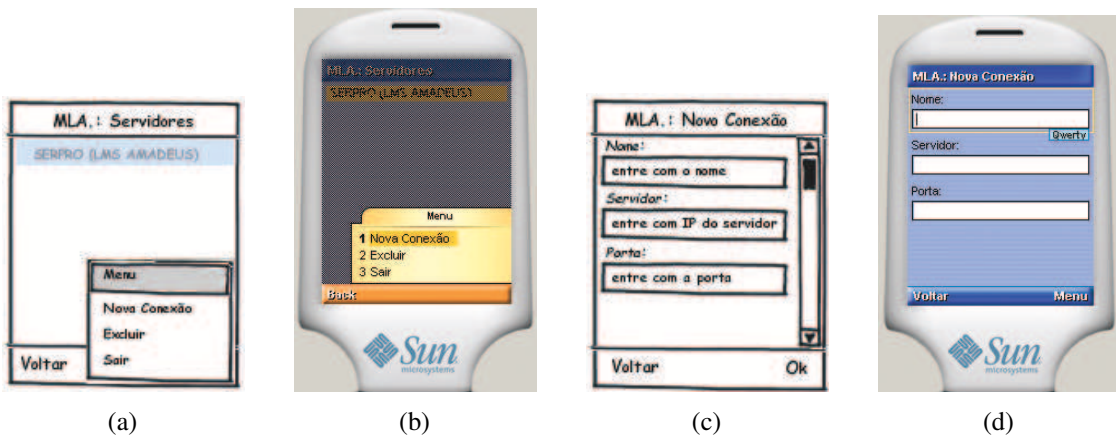 MLA.: Servidores
SERPRO (LMS AMADEUS)
Menu
Nova Conexão
Excluir
Sair
Voltar
(a)
MLA.: Servidores
SERPRO (LMS AMADEUS)
Menu
1 Nova Conexão
2 Excluir
3 Sair
Back
Sun
microsystems
(b)
MLA.: Novo Conexão
Nome:
entre com o nome
Servidor:
entre com IP do servidor
Porta:
entre com a porta
Voltar Ok
(c)
MLA.: Nova Conexão
Nome:
Qwerty
Servidor:
Porta:
Voltar Menu
Sun
microsystems
(d)